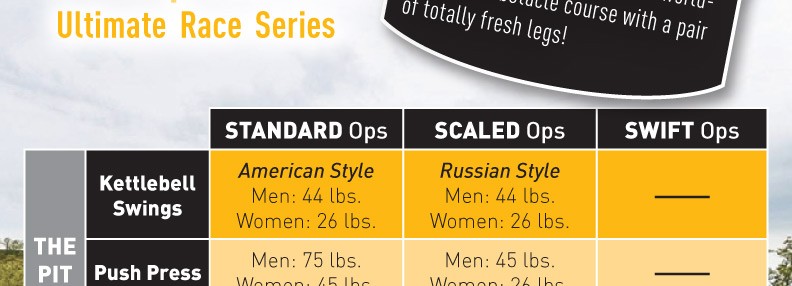 Ultimate Race Series
course with a pair
of totally fresh legs!
STANDARD Ops SCALED Ops SWIFT Ops
THE PIT
Kettlebell Swings
American Style
Men: 44 lbs.
Women: 26 lbs.
Russian Style
Men: 44 lbs.
Women: 26 lbs.
Push Press
Men: 75 lbs.
Women: 45 lbs.
Men: 45 lbs.
Women: 26 lbs.